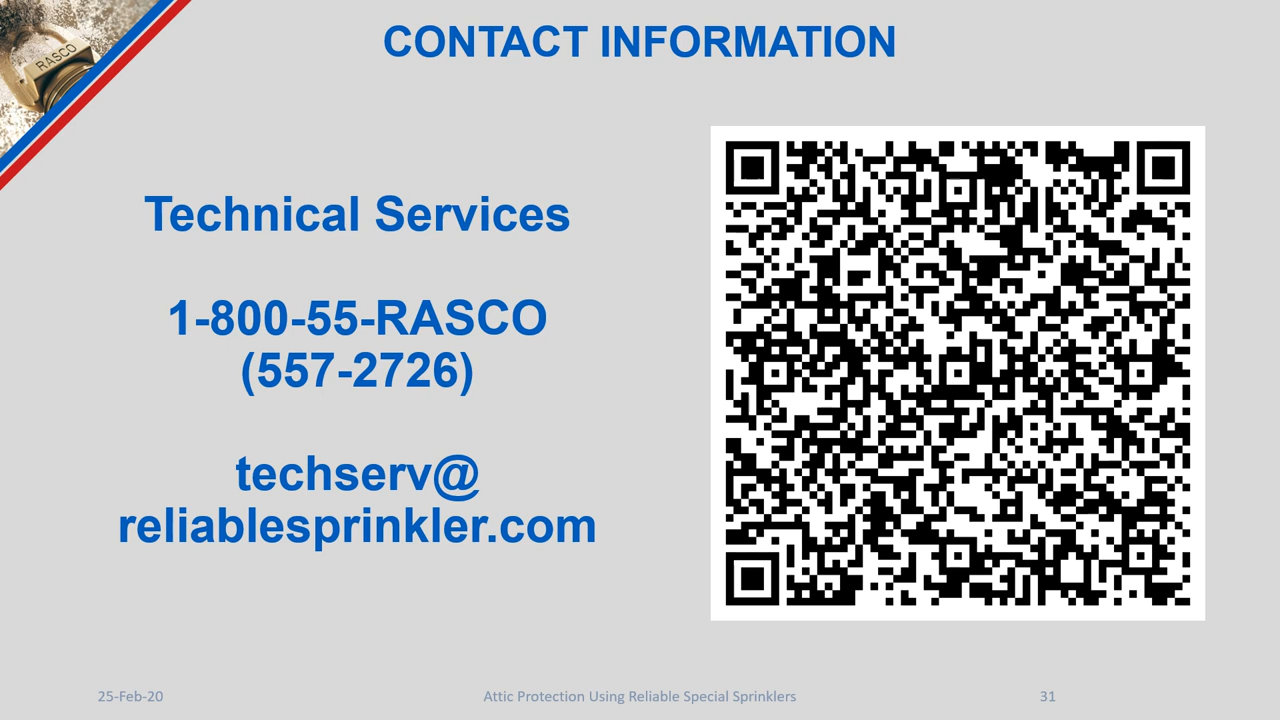 RASCO
CONTACT INFORMATION
Technical Services
1-800-55-RASCO
(557-2726)
techserv@
reliablesprinkler.com
25-Feb-20
Attic Protection Using Reliable Special Sprinklers
31